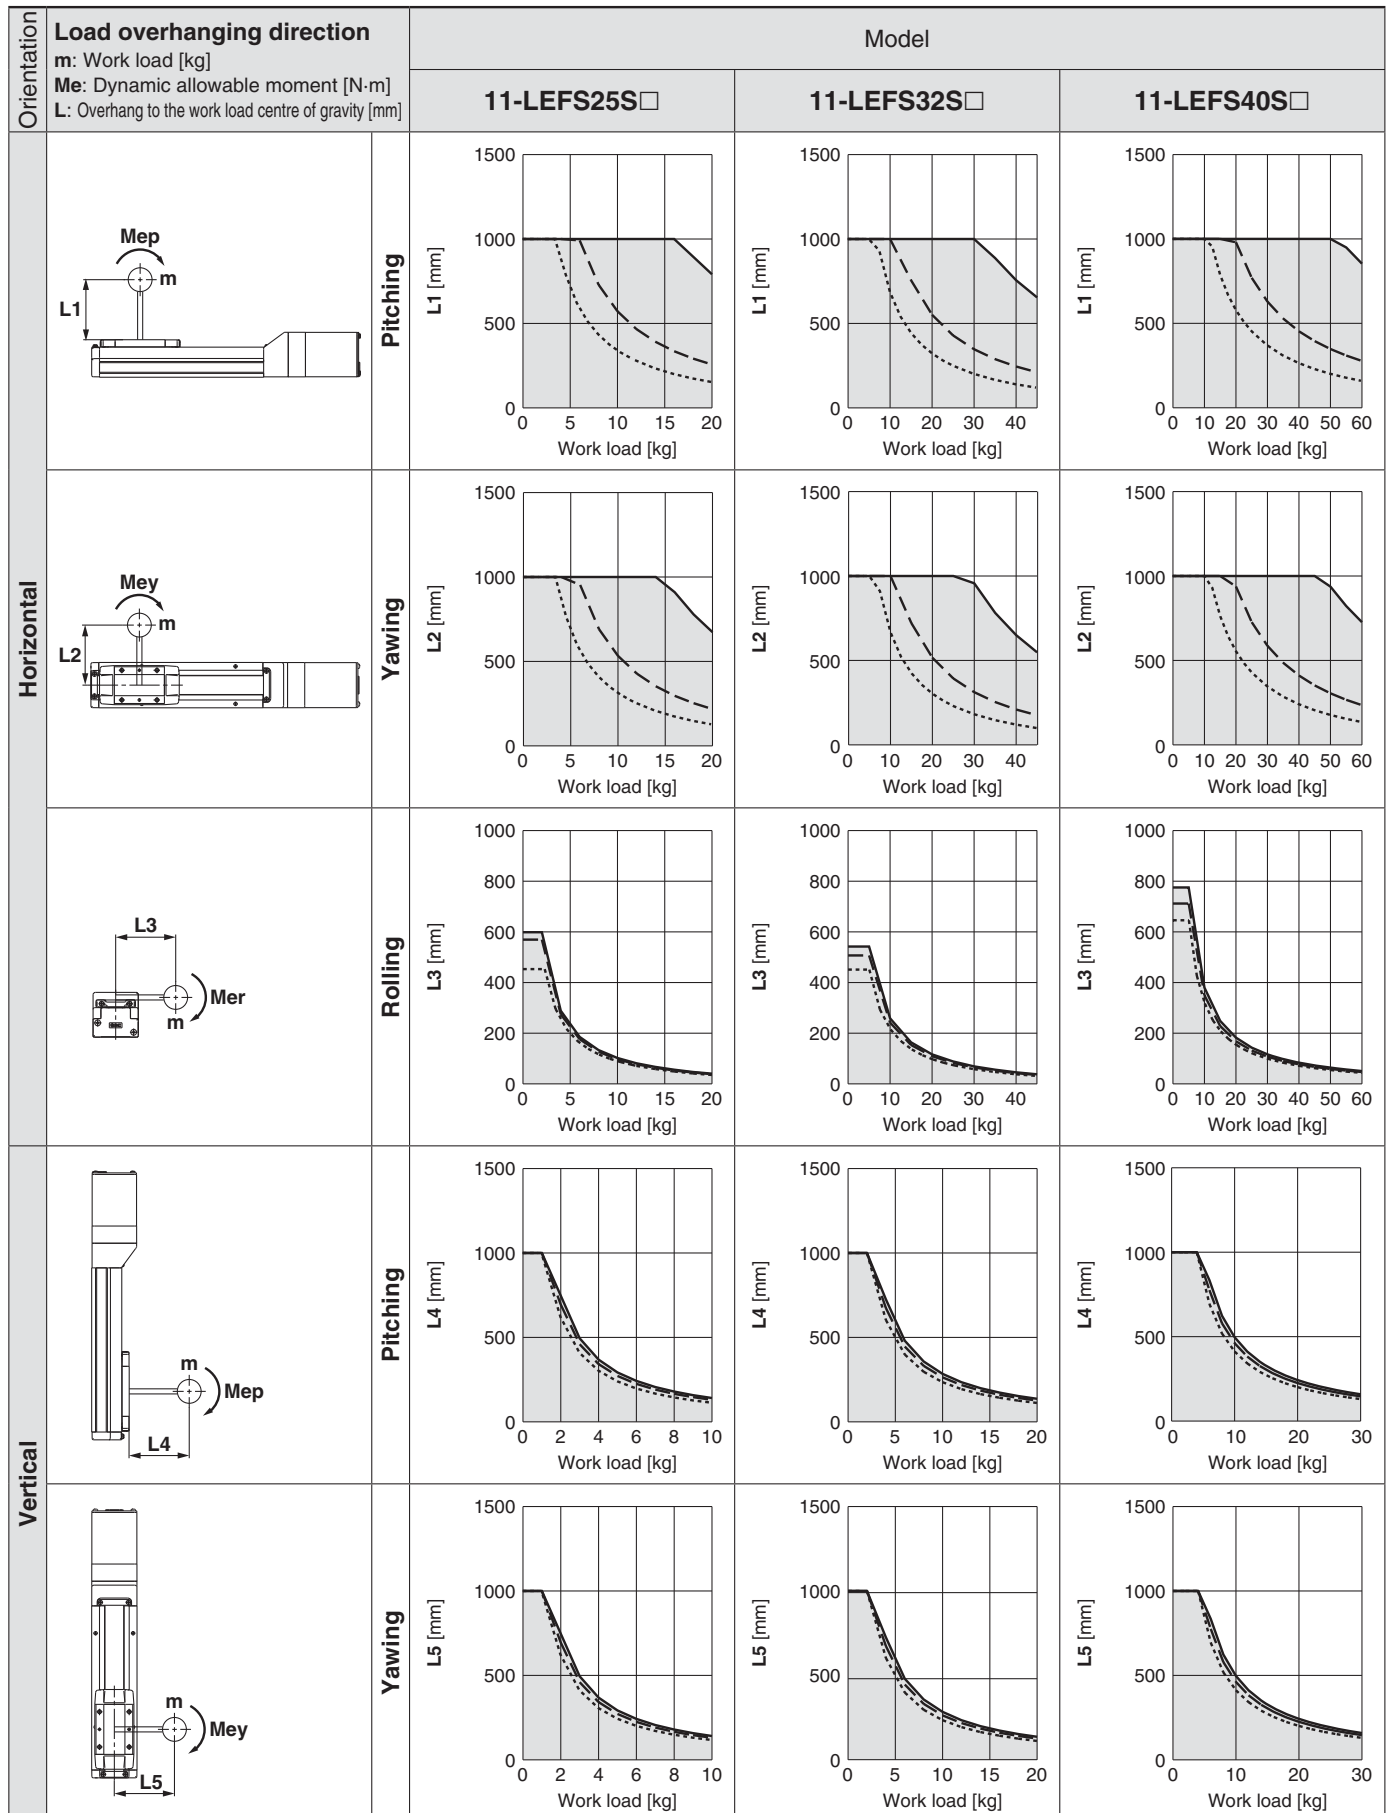 Orientation
Load overhanging direction
m: Work load [kg]
Me: Dynamic allowable moment [N·m]
L: Overhang to the work load centre of gravity [mm]
Model
11-LEFS25S□
11-LEFS32S□
11-LEFS40S□
Horizontal
Mep
m
L1
Pitching
L1 [mm]
1500
1000
500
0
0 5 10 15 20
Work load [kg]
L1 [mm]
1500
1000
500
0
0 10 20 30 40
Work load [kg]
L1 [mm]
1500
1000
500
0
0 10 20 30 40 50 60
Work load [kg]
Mey
m
L2
Yawing
L2 [mm]
1500
1000
500
0
0 5 10 15 20
Work load [kg]
L2 [mm]
1500
1000
500
0
0 10 20 30 40
Work load [kg]
L2 [mm]
1500
1000
500
0
0 10 20 30 40 50 60
Work load [kg]
L3
Mer
m
Rolling
L3 [mm]
1000
800
600
400
200
0
0 5 10 15 20
Work load [kg]
L3 [mm]
1000
800
600
400
200
0
0 10 20 30 40
Work load [kg]
L3 [mm]
1000
800
600
400
200
0
0 10 20 30 40 50 60
Work load [kg]
Vertical
m
Mep
L4
Pitching
L4 [mm]
1500
1000
500
0
0 2 4 6 8 10
Work load [kg]
L4 [mm]
1500
1000
500
0
0 5 10 15 20
Work load [kg]
L4 [mm]
1500
1000
500
0
0 10 20 30
Work load [kg]
m
Mey
L5
Yawing
L5 [mm]
1500
1000
500
0
0 2 4 6 8 10
Work load [kg]
L5 [mm]
1500
1000
500
0
0 5 10 15 20
Work load [kg]
L5 [mm]
1500
1000
500
0
0 10 20 30
Work load [kg]